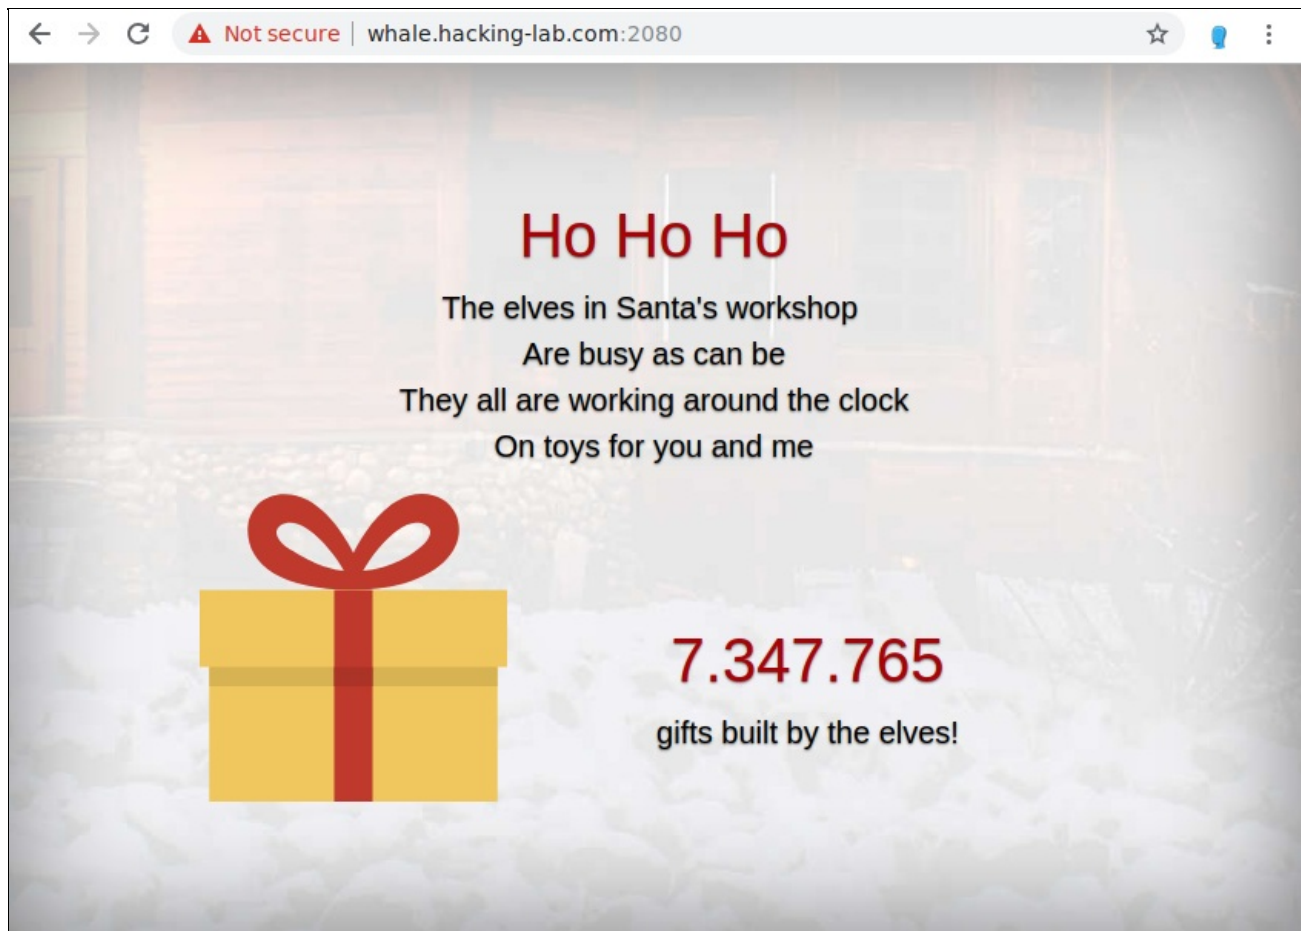 Not secure whale.hacking-lab.com:2080
Ho Ho Ho
The elves in Santa's workshop
Are busy as can be
They all are working around the clock
On toys for you and me
7.347.765
gifts built by the elves!